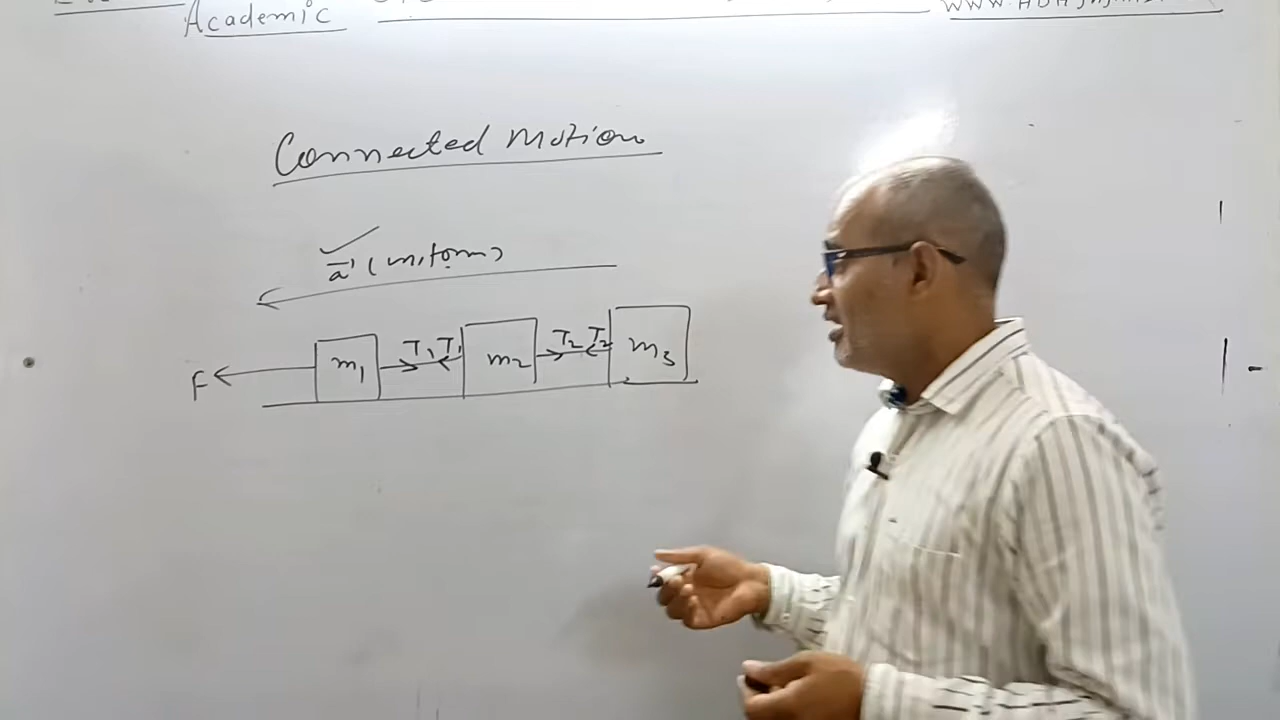 Academic
Connected Motion
a (uniform)
F m1 T1 T1 m2 T2 T2 m3